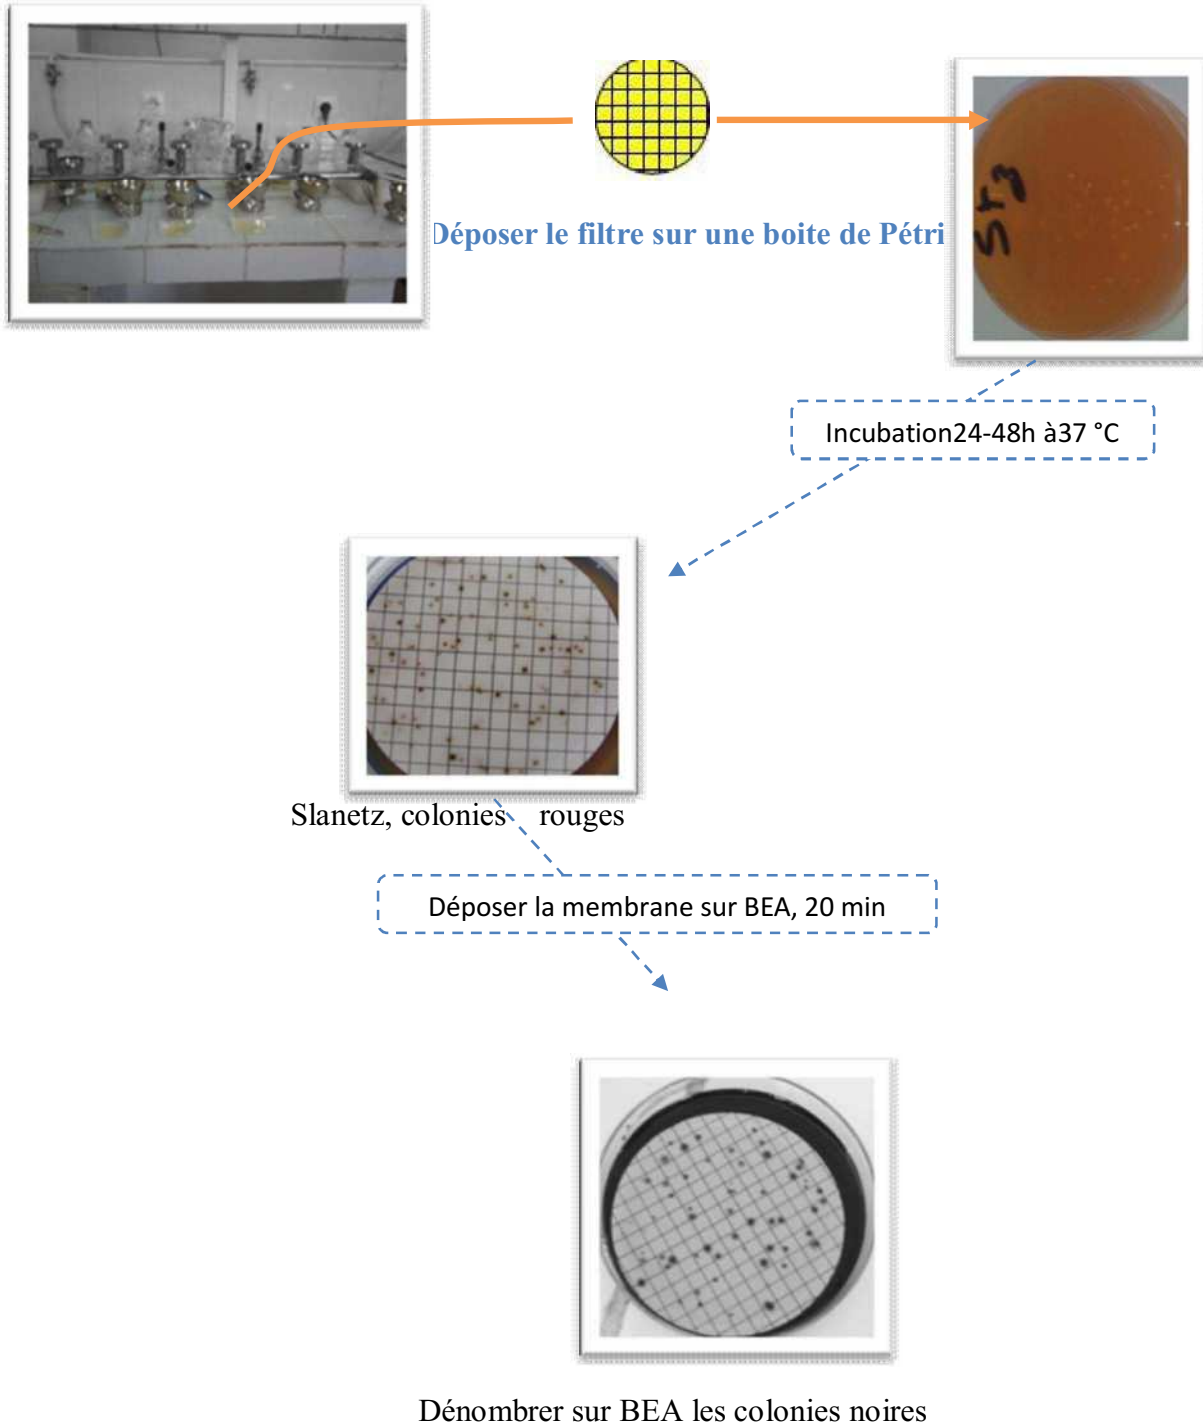 Déposer le filtre sur une boite de Pétri
Str3
Incubation24-48h à37 °C
Slanetz, colonies rouges
Déposer la membrane sur BEA, 20 min
Dénombrer sur BEA les colonies noires